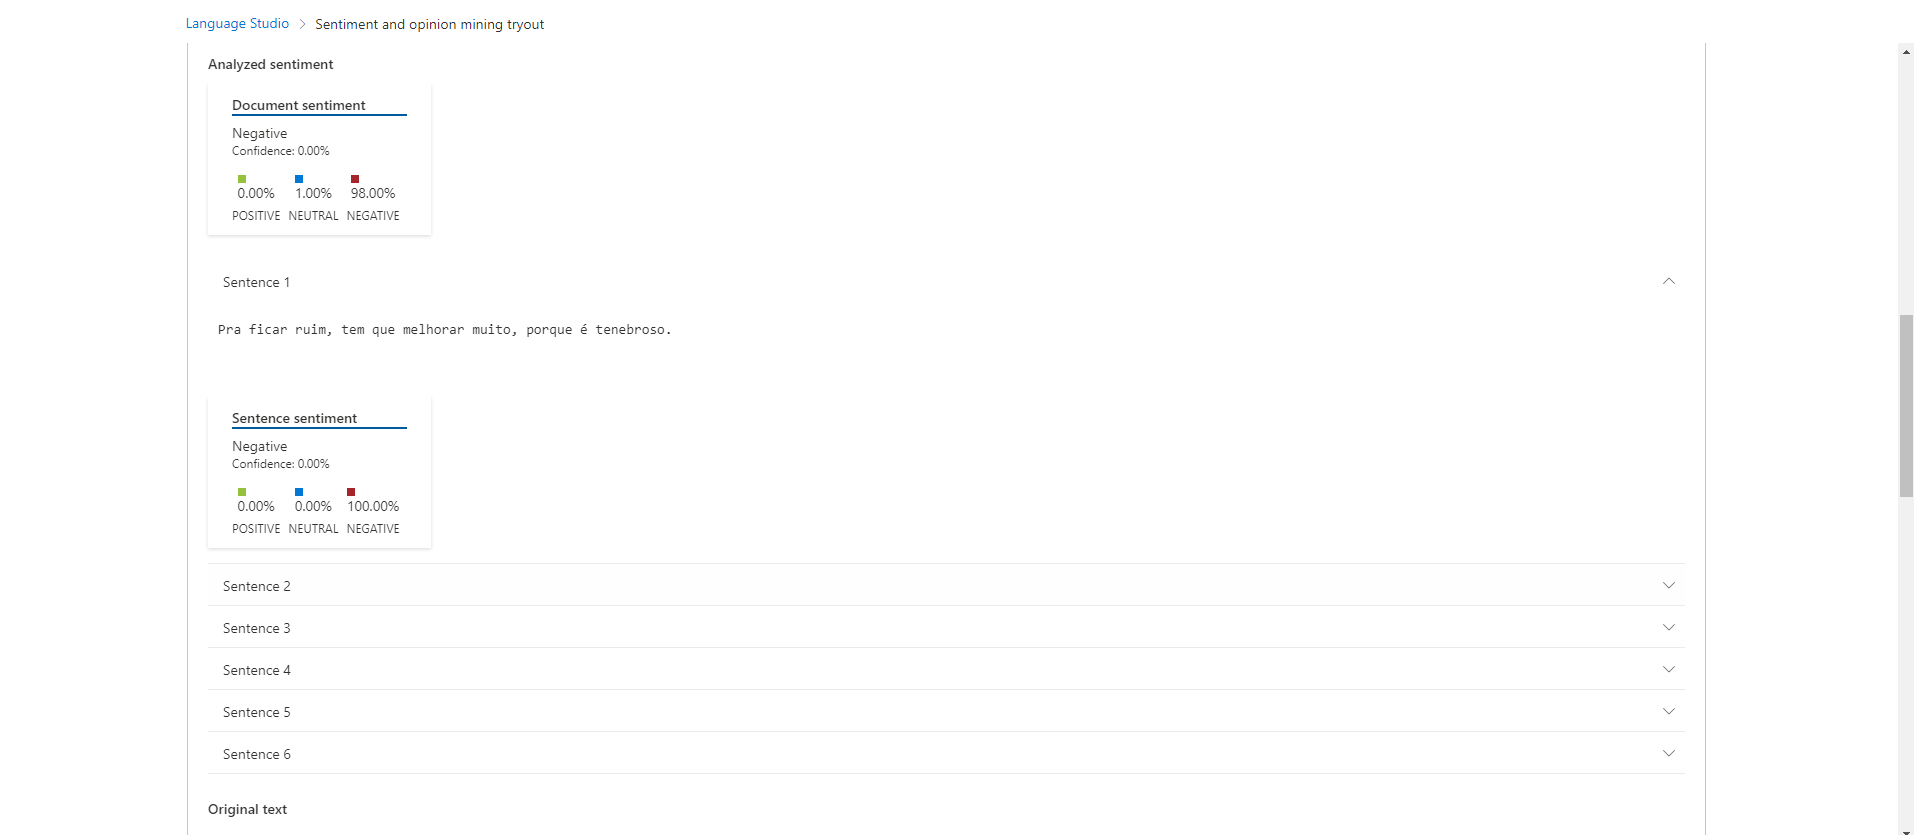 Language Studio > Sentiment and opinion mining tryout
Analyzed sentiment
Document sentiment
Negative
Confidence: 0.00%
0.00% 1.00% 98.00%
POSITIVE NEUTRAL NEGATIVE
Sentence 1
Pra ficar ruim, tem que melhorar muito, porque é tenebroso.
Sentence sentiment
Negative
Confidence: 0.00%
0.00% 0.00% 100.00%
POSITIVE NEUTRAL NEGATIVE
Sentence 2
Sentence 3
Sentence 4
Sentence 5
Sentence 6
Original text